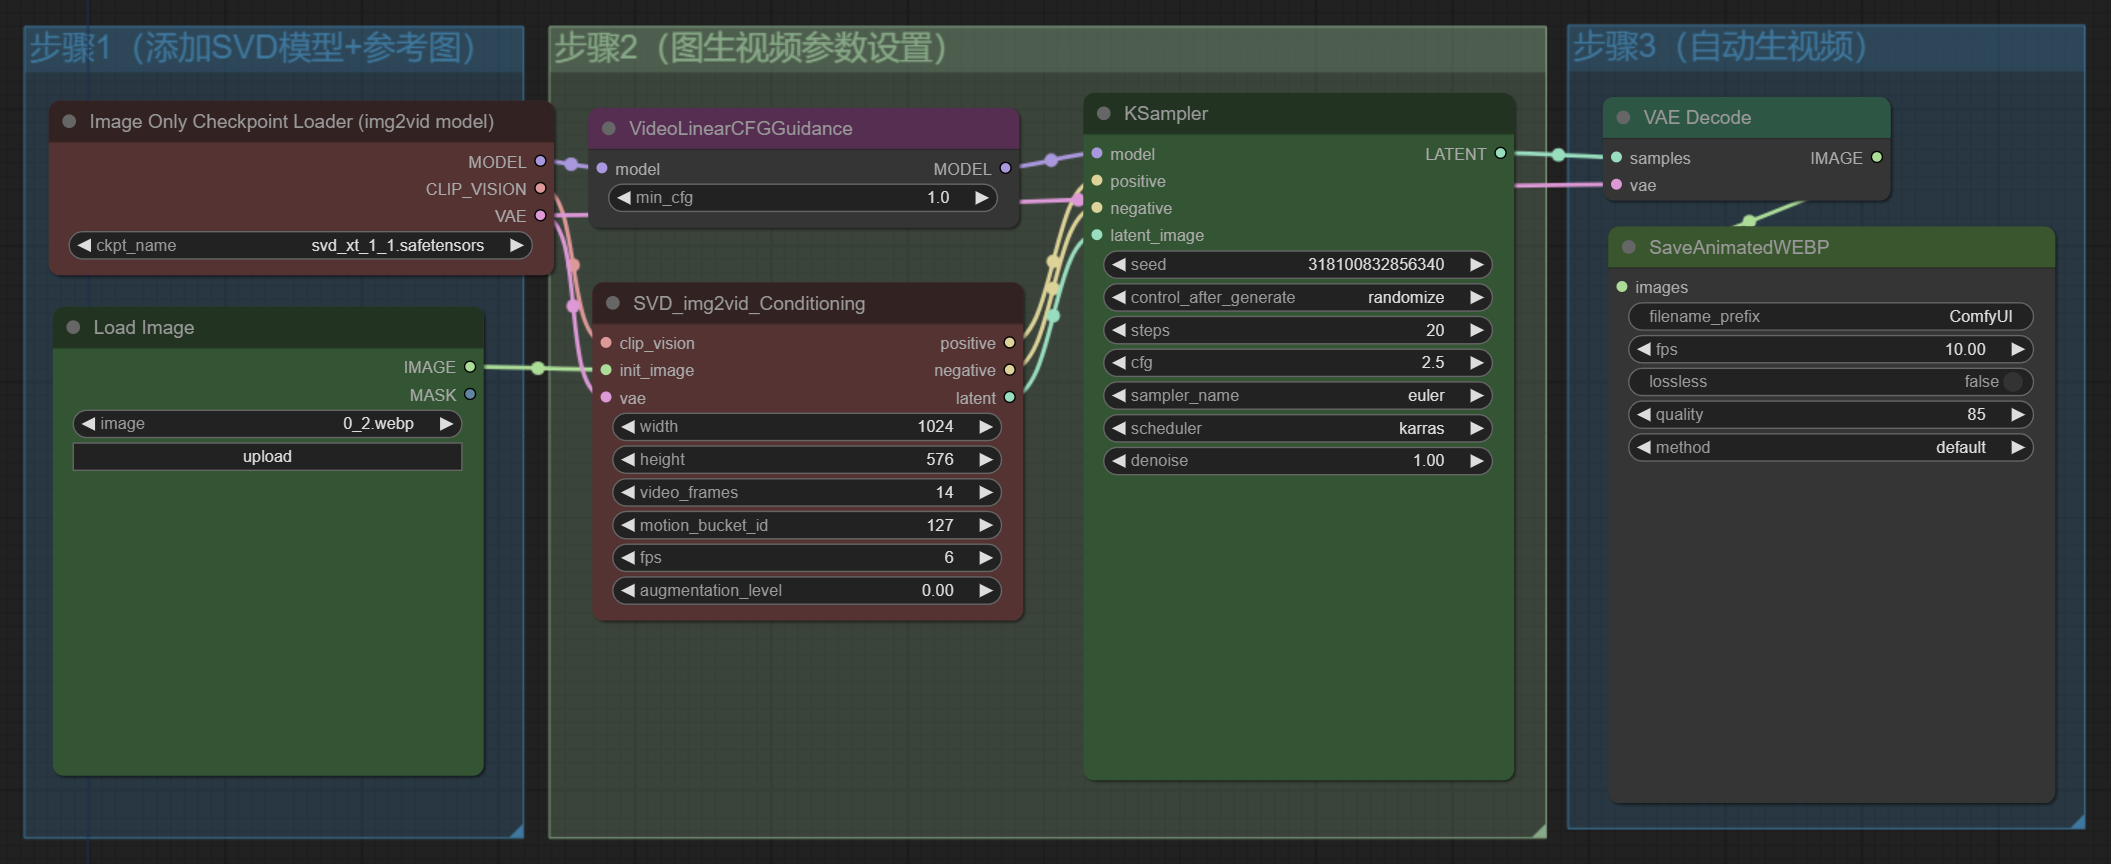 步骤1（添加SVD模型+参考图）
Image Only Checkpoint Loader (img2vid model)
MODEL
CLIP_VISION
VAE
ckpt_name svd_xt_1_1.safetensors
Load Image
IMAGE
MASK
image 0_2.webp
upload
步骤2（图生视频参数设置）
VideoLinearCFGGuidance
model MODEL
min_cfg 1.0
SVD_img2vid_Conditioning
clip_vision positive
init_image negative
vae latent
width 1024
height 576
video_frames 14
motion_bucket_id 127
fps 6
augmentation_level 0.00
KSampler
model LATENT
positive
negative
latent_image
seed 318100832856340
control_after_generate randomize
steps 20
cfg 2.5
sampler_name euler
scheduler karras
denoise 1.00
步骤3（自动生视频）
VAE Decode
samples IMAGE
vae
SaveAnimatedWEBP
images
filename_prefix ComfyUI
fps 10.00
lossless false
quality 85
method default